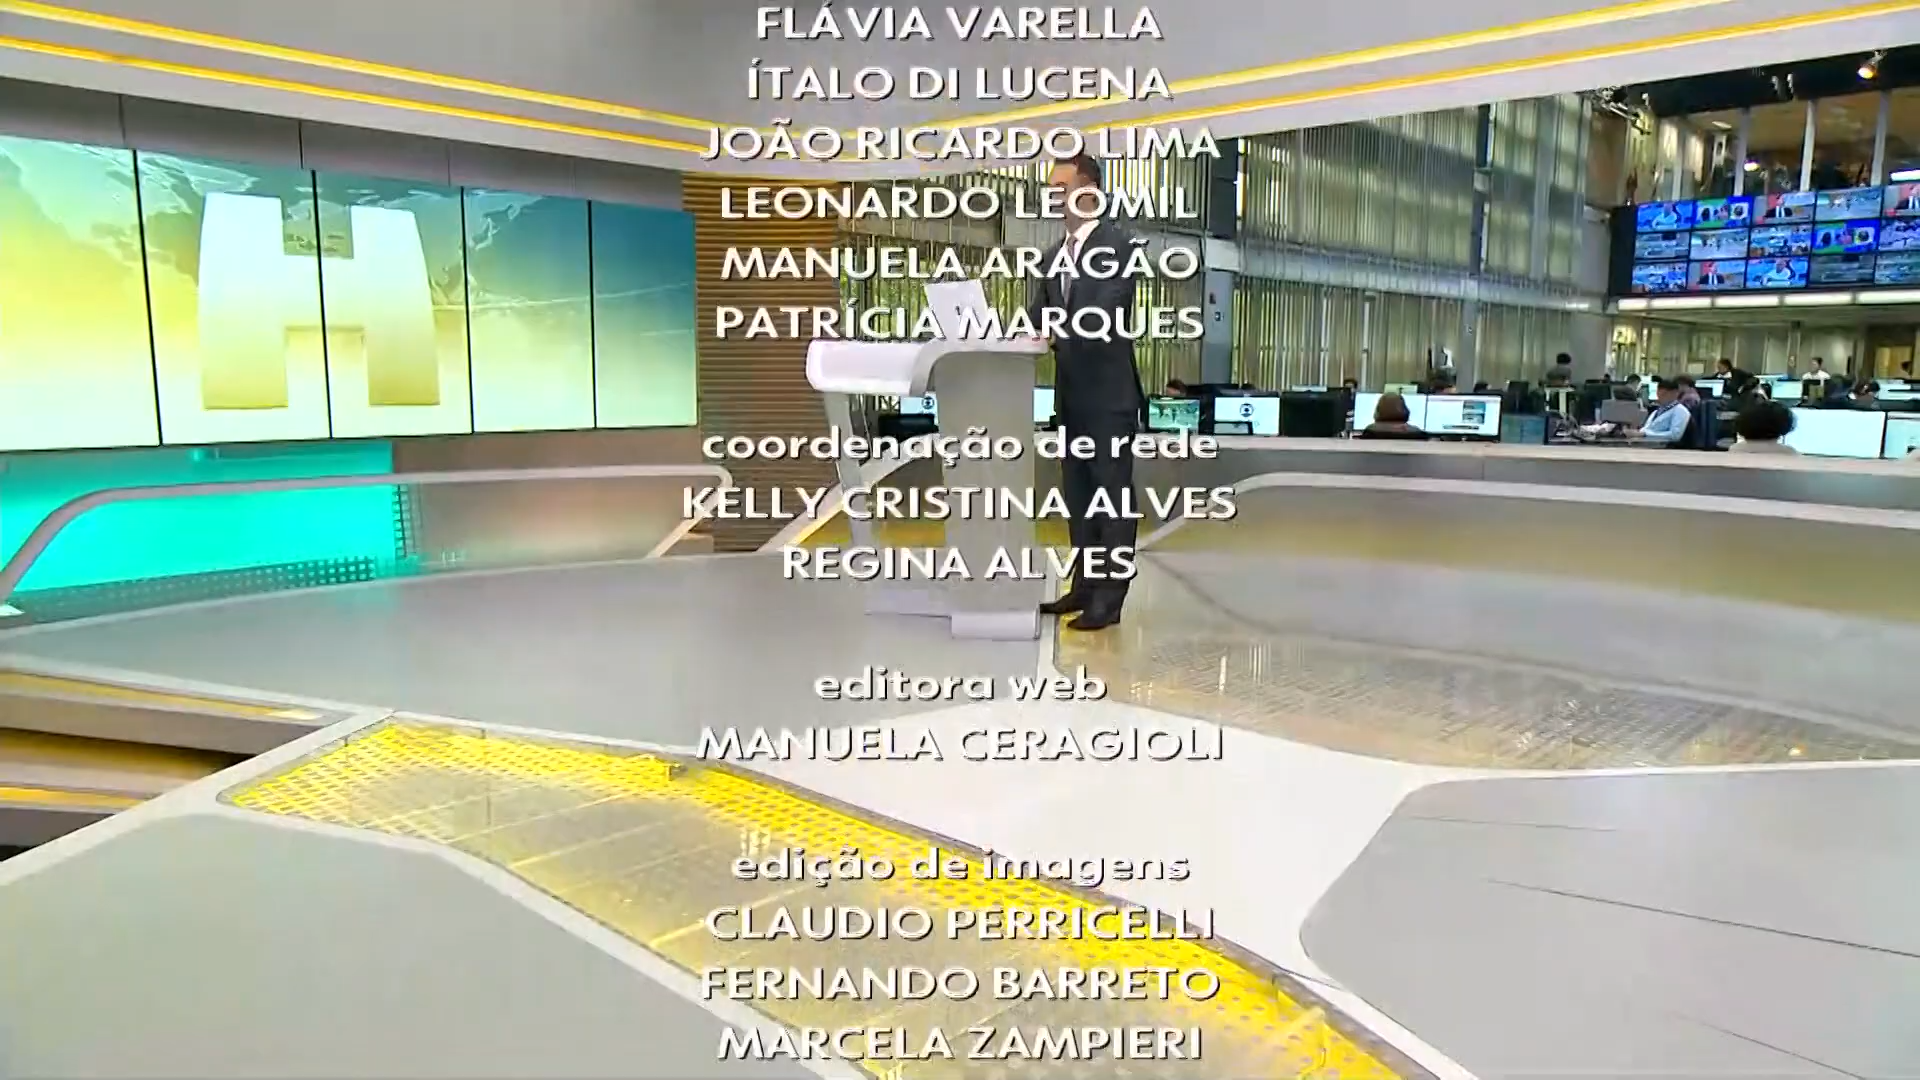 FLÁVIA VARELLA
ÍTALO DI LUCENA
JOÃO RICARDO LIMA
LEONARDO LEOMIL
MANUELA ARAGÃO
PATRÍCIA MARQUES
coordenação de rede
KELLY CRISTINA ALVES
REGINA ALVES
editora web
MANUELA CERAGIOLI
edição de imagens
CLAUDIO PERRICELLI
FERNANDO BARRETO
MARCELA ZAMPIERI
H